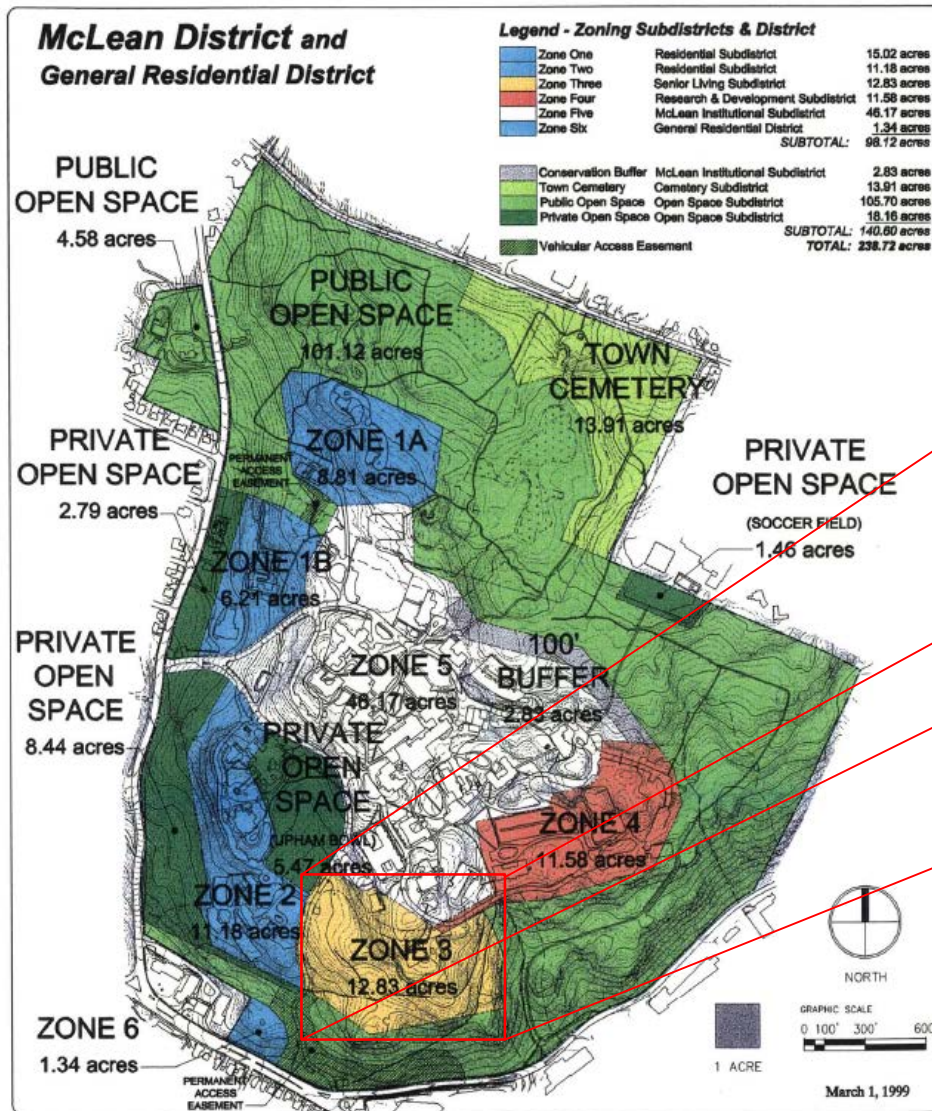 McLean District and
General Residential District
Legend - Zoning Subdistricts & District
Zone One Residential Subdistrict 15.02 acres
Zone Two Residential Subdistrict 11.18 acres
Zone Three Senior Living Subdistrict 12.83 acres
Zone Four Research & Development Subdistrict 11.58 acres
Zone Five McLean Institutional Subdistrict 46.17 acres
Zone Six General Residential District 1.34 acres
SUBTOTAL: 98.12 acres
Conservation Buffer McLean Institutional Subdistrict 2.83 acres
Town Cemetery Cemetery Subdistrict 13.91 acres
Public Open Space Open Space Subdistrict 105.70 acres
Private Open Space Open Space Subdistrict 18.16 acres
SUBTOTAL: 140.60 acres
Vehicular Access Easement TOTAL: 238.72 acres
PUBLIC
OPEN SPACE
4.58 acres
PUBLIC
OPEN SPACE
101.12 acres
TOWN
CEMETERY
13.91 acres
ZONE 1A
8.81 acres
PERMANENT
ACCESS
EASEMENT
PRIVATE
OPEN SPACE
2.79 acres
PRIVATE
OPEN SPACE
(SOCCER FIELD)
1.46 acres
ZONE 1B
6.21 acres
100'
BUFFER
2.83 acres
ZONE 5
46.17 acres
PRIVATE
OPEN
SPACE
8.44 acres
PRIVATE
OPEN
SPACE
(UPHAM BOWL)
5.47 acres
ZONE 4
11.58 acres
ZONE 2
11.18 acres
ZONE 3
12.83 acres
ZONE 6
1.34 acres
PERMANENT
ACCESS
EASEMENT
NORTH
1 ACRE
GRAPHIC SCALE
0 100' 300' 600
March 1, 1999